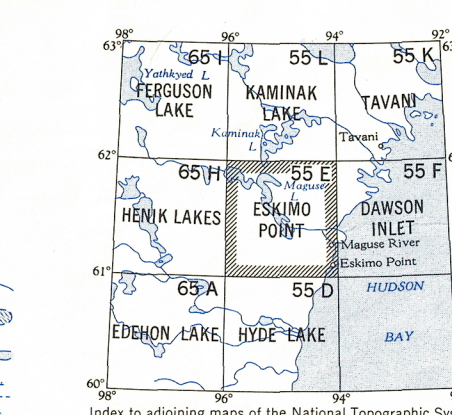 98° 96° 94° 92°
63° 63°
65 I 55 L 55 K
Yathkyed L
FERGUSON LAKE
KAMINAK LAKE
TAVANI
Kaminak L
Tavani
62°
65 H 55 E 55 F
Maguse L
HENIK LAKES
ESKIMO POINT
DAWSON INLET
Maguse River
Eskimo Point
61°
65 A 55 D
HUDSON BAY
EDEHON LAKE
HYDE LAKE
60°
98° 96° 94°
Index to adjoining maps of the National Topographic